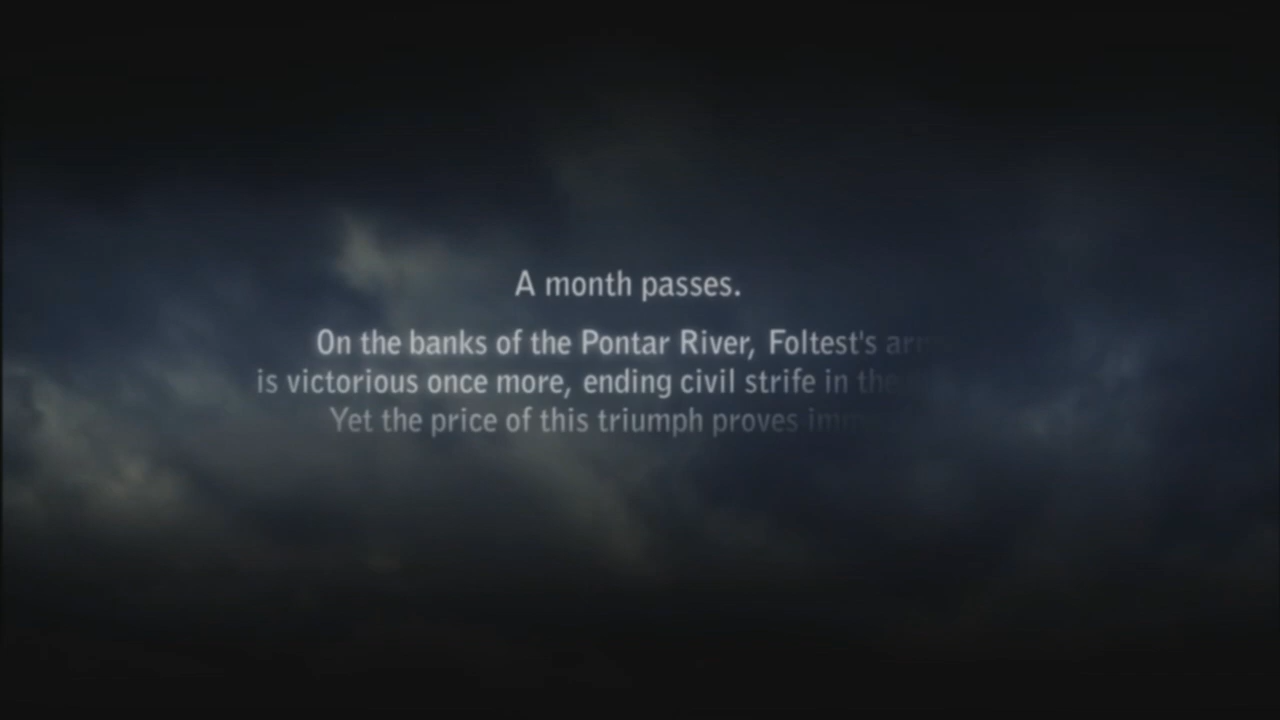 A month passes.
On the banks of the Pontar River, Foltest's
is victorious once more, ending civil strife in the
Yet the price of this triumph proves